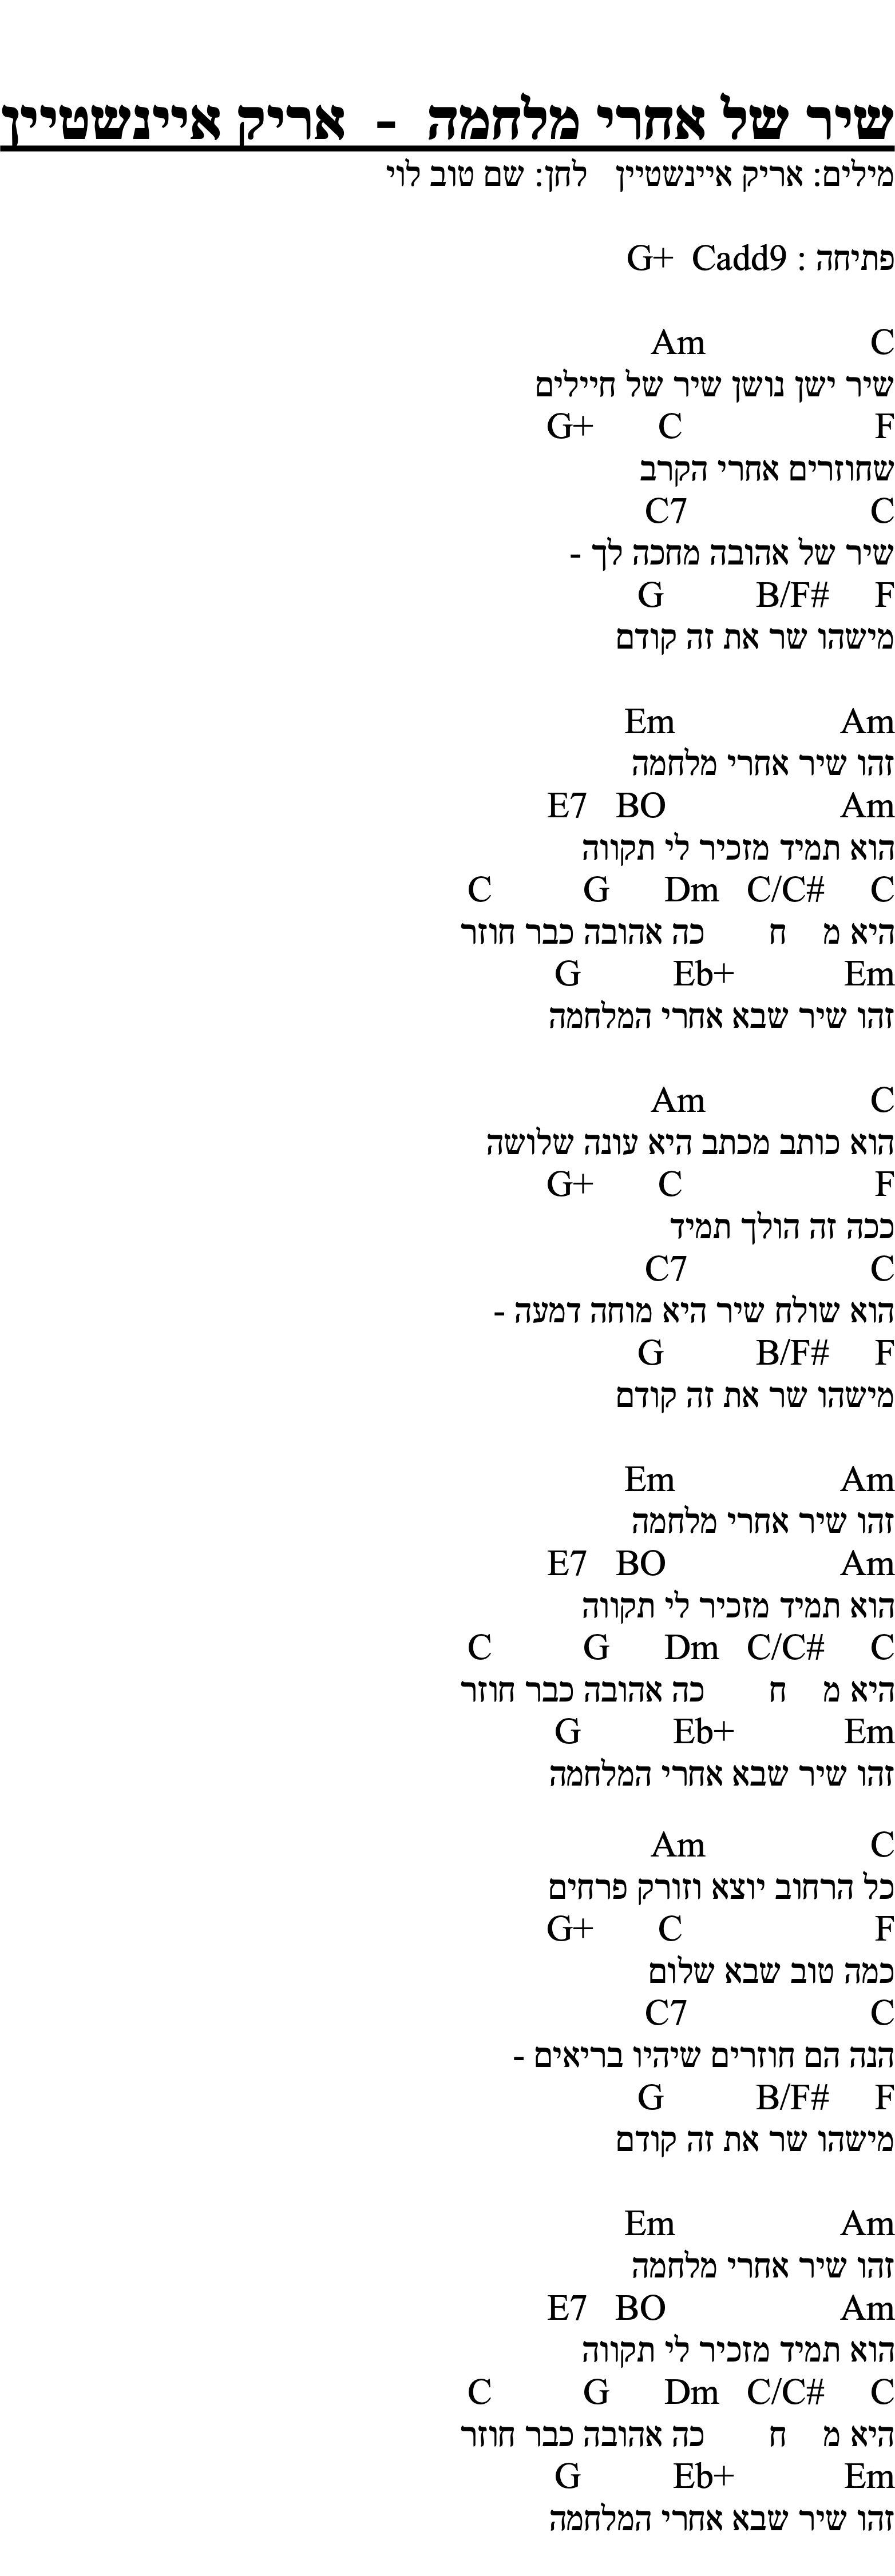 שיר של אחרי מלחמה - אריק איינשטיין
מילים: אריק איינשטיין לחן: שם טוב לוי
פתיחה : G+ Cadd9
C Am
שיר ישן נושן שיר של חיילים
F C G+
שחוזרים אחרי הקרב
C C7
שיר של אהובה מחכה לך -
F B/F# G
מישהו שר את זה קודם
Am Em
זהו שיר אחרי מלחמה
Am BO E7
הוא תמיד מזכיר לי תקווה
C C/C# Dm G C
היא מ ח כה אהובה כבר חוזר
Em Eb+ G
זהו שיר שבא אחרי המלחמה
C Am
הוא כותב מכתב היא עונה שלושה
F C G+
ככה זה הולך תמיד
C C7
הוא שולח שיר היא מוחה דמעה -
F B/F# G
מישהו שר את זה קודם
Am Em
זהו שיר אחרי מלחמה
Am BO E7
הוא תמיד מזכיר לי תקווה
C C/C# Dm G C
היא מ ח כה אהובה כבר חוזר
Em Eb+ G
זהו שיר שבא אחרי המלחמה
C Am
כל הרחוב יוצא וזורק פרחים
F C G+
כמה טוב שבא שלום
C C7
הנה הם חוזרים שיהיו בריאים -
F B/F# G
מישהו שר את זה קודם
Am Em
זהו שיר אחרי מלחמה
Am BO E7
הוא תמיד מזכיר לי תקווה
C C/C# Dm G C
היא מ ח כה אהובה כבר חוזר
Em Eb+ G
זהו שיר שבא אחרי המלחמה